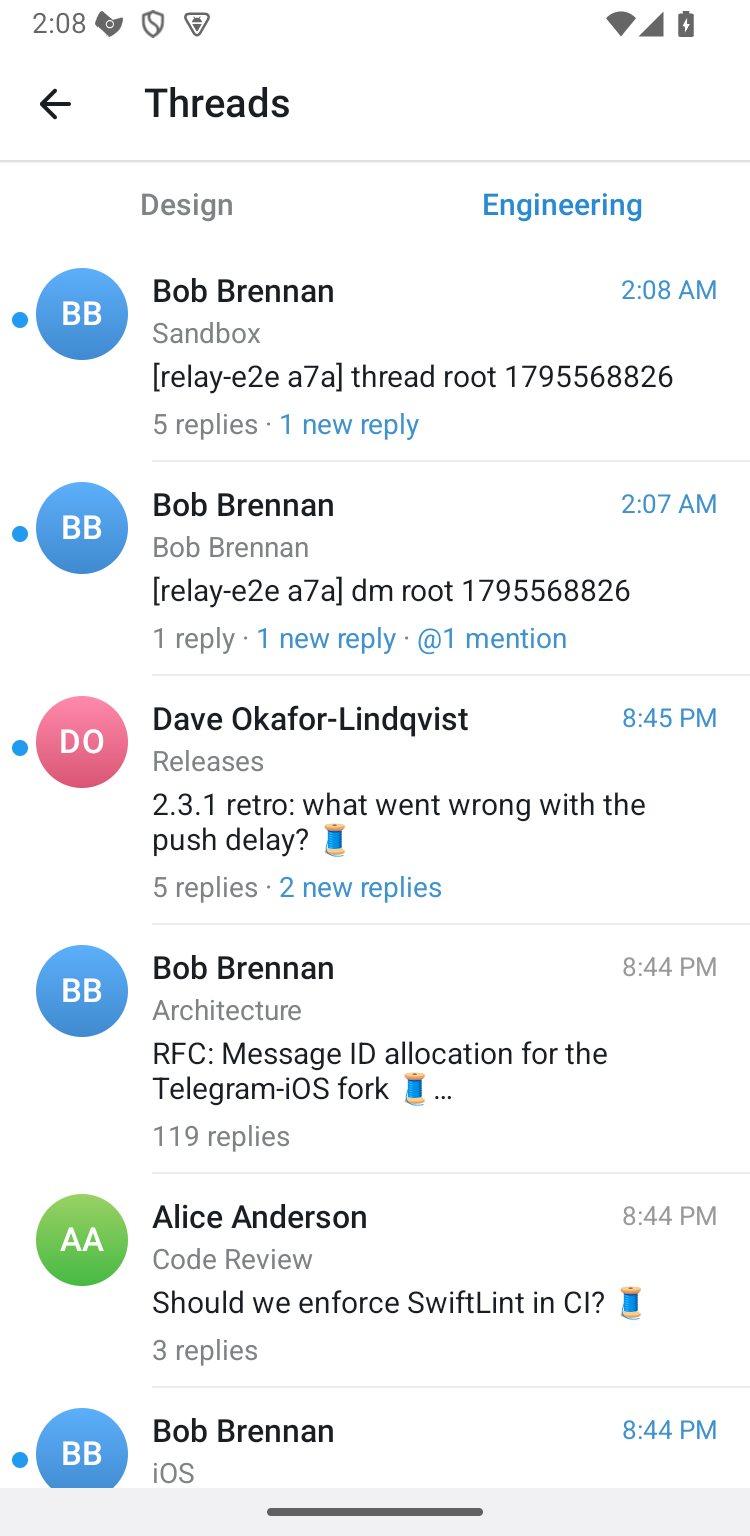 2:08
Threads
Design
Engineering
BB
Bob Brennan
2:08 AM
Sandbox
[relay-e2e a7a] thread root 1795568826
5 replies · 1 new reply
BB
Bob Brennan
2:07 AM
Bob Brennan
[relay-e2e a7a] dm root 1795568826
1 reply · 1 new reply · @1 mention
DO
Dave Okafor-Lindqvist
8:45 PM
Releases
2.3.1 retro: what went wrong with the
push delay? 🧵
5 replies · 2 new replies
BB
Bob Brennan
8:44 PM
Architecture
RFC: Message ID allocation for the
Telegram-iOS fork 🧵...
119 replies
AA
Alice Anderson
8:44 PM
Code Review
Should we enforce SwiftLint in CI? 🧵
3 replies
BB
Bob Brennan
8:44 PM
iOS